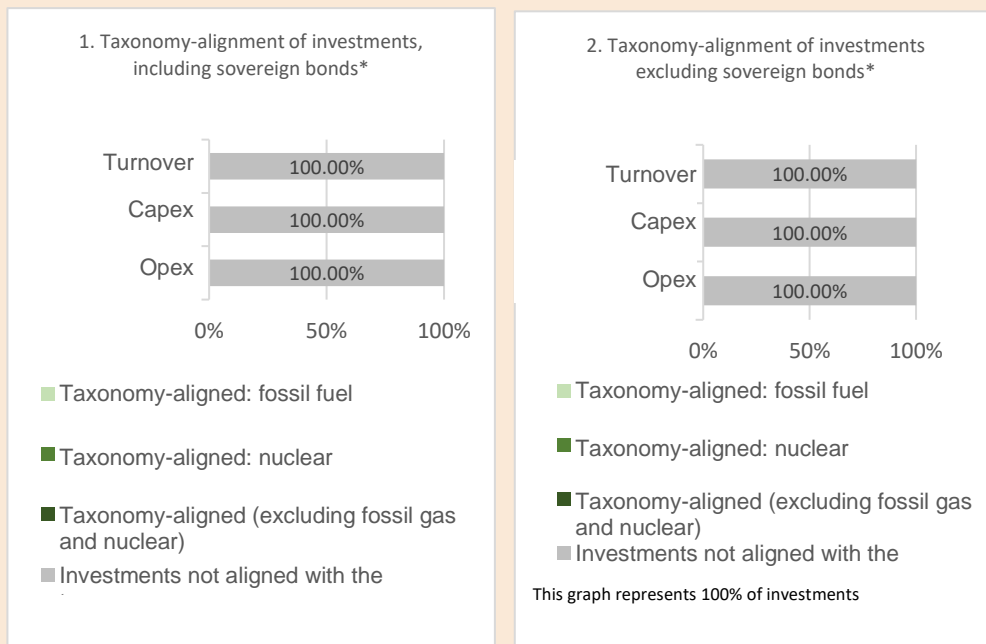 1. Taxonomy-alignment of investments,
including sovereign bonds*
Turnover
100.00%
Capex
100.00%
Opex
100.00%
0% 50% 100%
Taxonomy-aligned: fossil fuel
Taxonomy-aligned: nuclear
Taxonomy-aligned (excluding fossil gas
and nuclear)
Investments not aligned with the
2. Taxonomy-alignment of investments
excluding sovereign bonds*
Turnover
100.00%
Capex
100.00%
Opex
100.00%
0% 50% 100%
Taxonomy-aligned: fossil fuel
Taxonomy-aligned: nuclear
Taxonomy-aligned (excluding fossil gas
and nuclear)
Investments not aligned with the
This graph represents 100% of investments